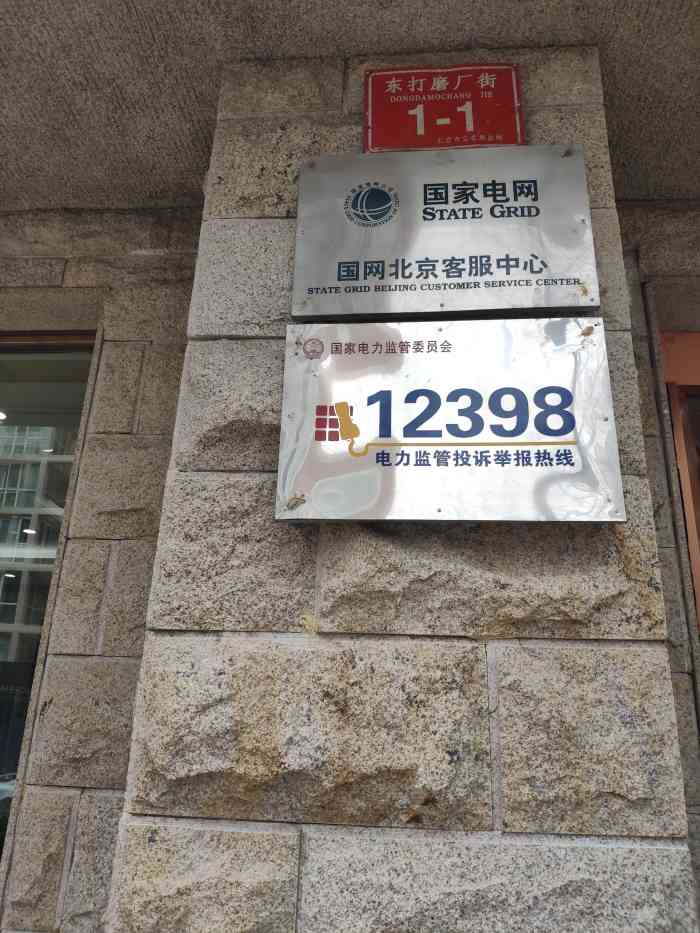 东打磨厂街
DONGDAMOCHANG JIE
1-1
国家电网
STATE GRID
国网北京客服中心
STATE GRID BEIJING CUSTOMER SERVICE CENTER
国家电力监管委员会
12398
电力监管投诉举报热线